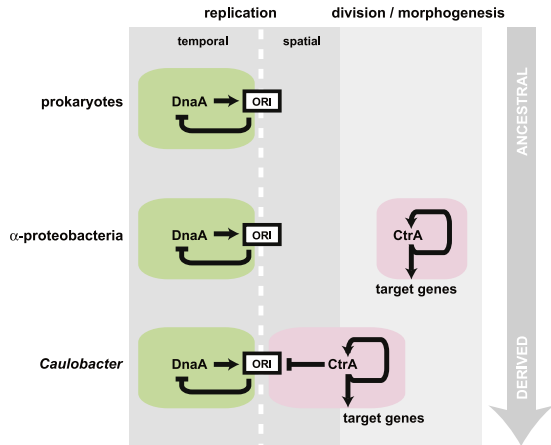 replication division / morphogenesis
temporal spatial
prokaryotes DnaA ORI
ANCESTRAL
α-proteobacteria DnaA ORI CtrA
target genes
Caulobacter DnaA ORI CtrA
target genes
DERIVED